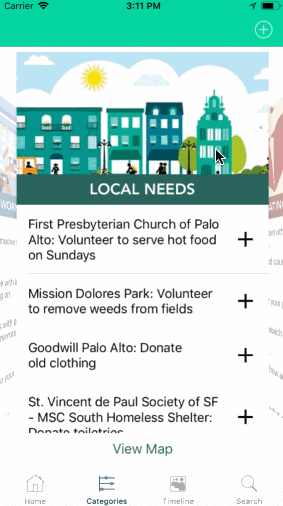 Carrier 3:11 PM
LOCAL NEEDS
First Presbyterian Church of Palo
Alto: Volunteer to serve hot food
on Sundays
Mission Dolores Park: Volunteer
to remove weeds from fields
Goodwill Palo Alto: Donate
old clothing
St. Vincent de Paul Society of SF
- MSC South Homeless Shelter:
Donate toiletries
View Map
Home Categories Timeline Search